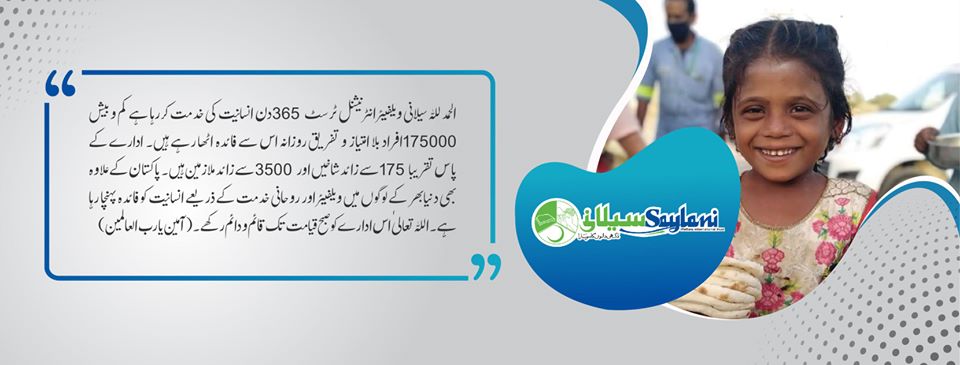 الحمد للہ سیلانی ویلفیئر انٹرنیشنل ٹرسٹ 365 دن انسانیت کی خدمت کر رہا ہے کم و بیش
175000 افراد بلا امتیاز و تفریق روزانہ اس سے فائدہ اٹھا رہے ہیں۔ ادارے کے
پاس تقریبا 175 سے زائد شاخیں اور 3500 سے زائد ملازمین ہیں۔ پاکستان کے علاوہ
بھی دنیا بھر کے لوگوں میں ویلفیئر اور روحانی خدمت کے ذریعے انسانیت کو فائدہ پہنچا رہا
ہے۔ اللہ تعالیٰ اس ادارے کو صبح قیامت تک قائم و دائم رکھے۔ (آمین یارب العالمین)
سیلانی Saylani